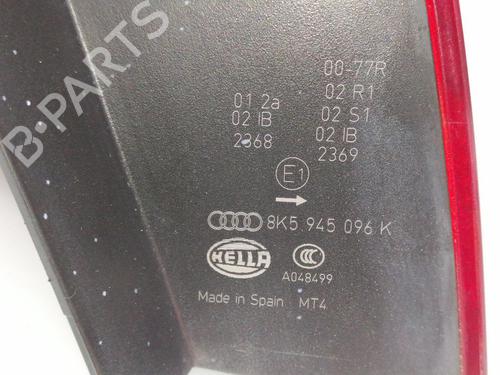 B-PARTS
00-77R
01 2a 02 R1
02 IB 02 S1
2368 02 IB
2369
E1
8K5 945 096 K
HELLA
A048499
Made in Spain MT4